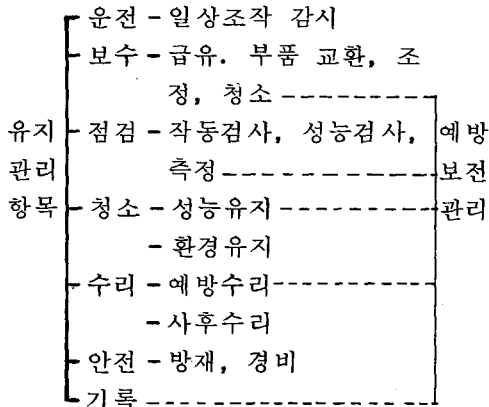 운전 - 일상조작 감시
보수 - 급유. 부품 교환, 조
정, 청소
유지 점검 - 작동검사, 성능검사, 예방
관리 측정 보전
항목 청소 - 성능유지 관리
- 환경유지
수리 - 예방수리
- 사후수리
안전 - 방재, 경비
기록